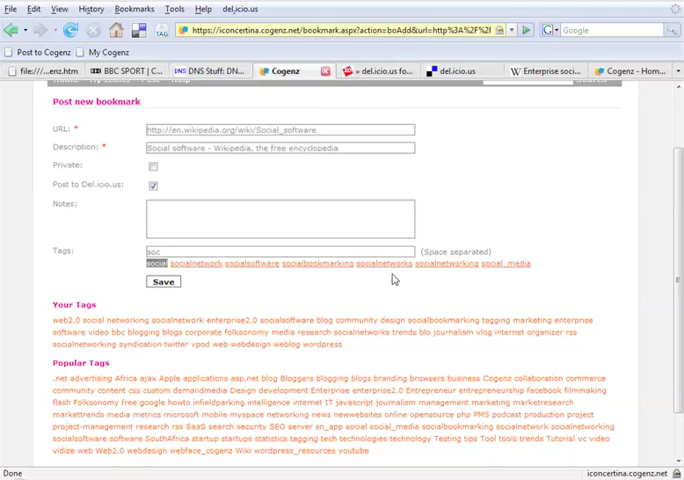 File Edit View History Bookmarks Tools Help del.icio.us
TAG https://iconcertina.cogenz.net/bookmark.aspx?action=boAdd&url=http%3A%2F%2F Google
Post to Cogenz My Cogenz
file:///...enz.htm BBC SPORT | C... DNS Stuff: DN... Cogenz » del.icio.us fo... del.icio.us Enterprise soci... Cogenz - Hom...
Post new bookmark
URL: * http://en.wikipedia.org/wiki/Social_software
Description: * Social software - Wikipedia, the free encyclopedia
Private:
Post to Del.icio.us:
Notes:
Tags: soc (Space separated)
social socialnetwork socialsoftware socialbookmarking socialnetworks socialnetworking social_media
Save
Your Tags
web2.0 social networking socialnetwork enterprise2.0 socialsoftware blog community design socialbookmarking tagging marketing enterprise
software video bbc blogging blogs corporate folksonomy media research socialnetworks trends blo journalism vlog internet organizer rss
socialnetworking syndication twitter vpod web webdesign weblog wordpress
Popular Tags
.net advertising Africa ajax Apple applications asp.net blog Bloggers blogging blogs branding browsers business Cogenz collaboration commerce
community content css custom demandmedia Design development Enterprise enterprise2.0 Entrepreneur entrepreneurship facebook filmmaking
flash Folksonomy free google howto infieldparking intelligence internet IT javascript journalism management marketing marketresearch
markettrends media metrics microsoft mobile myspace networking news newwebsites online opensource php PMS podcast production project
project-management research rss SaaS search security SEO server sn_app social social_media socialbookmarking socialnetwork socialnetworking
socialsoftware software SouthAfrica startup startups statistics tagging tech technologies technology Testing tips Tool tools trends Tutorial vc video
vidize web Web2.0 webdesign webface_cogenz Wiki wordpress_resources youtube
Done iconcertina.cogenz.net